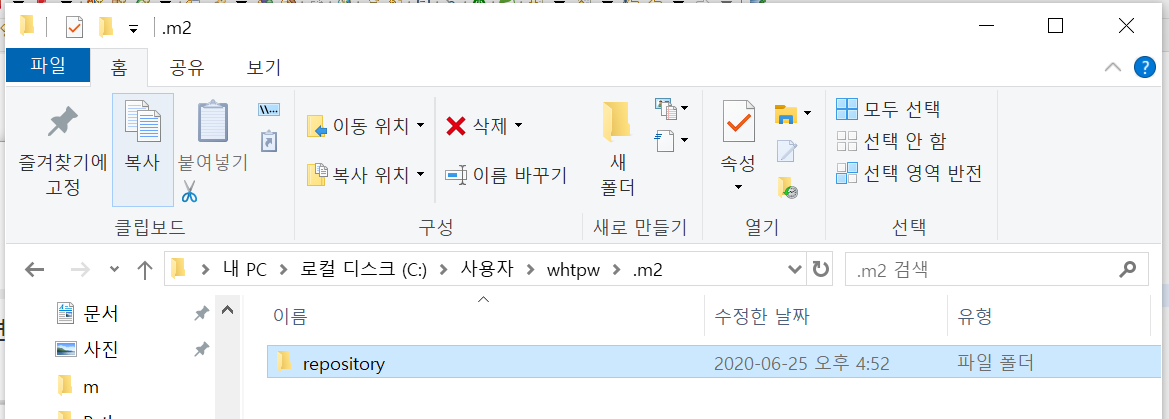 .m2
파일 홈 공유 보기
즐겨찾기에 고정
복사
붙여넣기
클립보드
이동 위치
복사 위치
삭제
이름 바꾸기
구성
새 폴더
새로 만들기
속성
열기
모두 선택
선택 안 함
선택 영역 반전
선택
내 PC 로컬 디스크 (C:) 사용자 whtpw .m2
.m2 검색
문서
사진
m
이름 수정한 날짜 유형
repository 2020-06-25 오후 4:52 파일 폴더